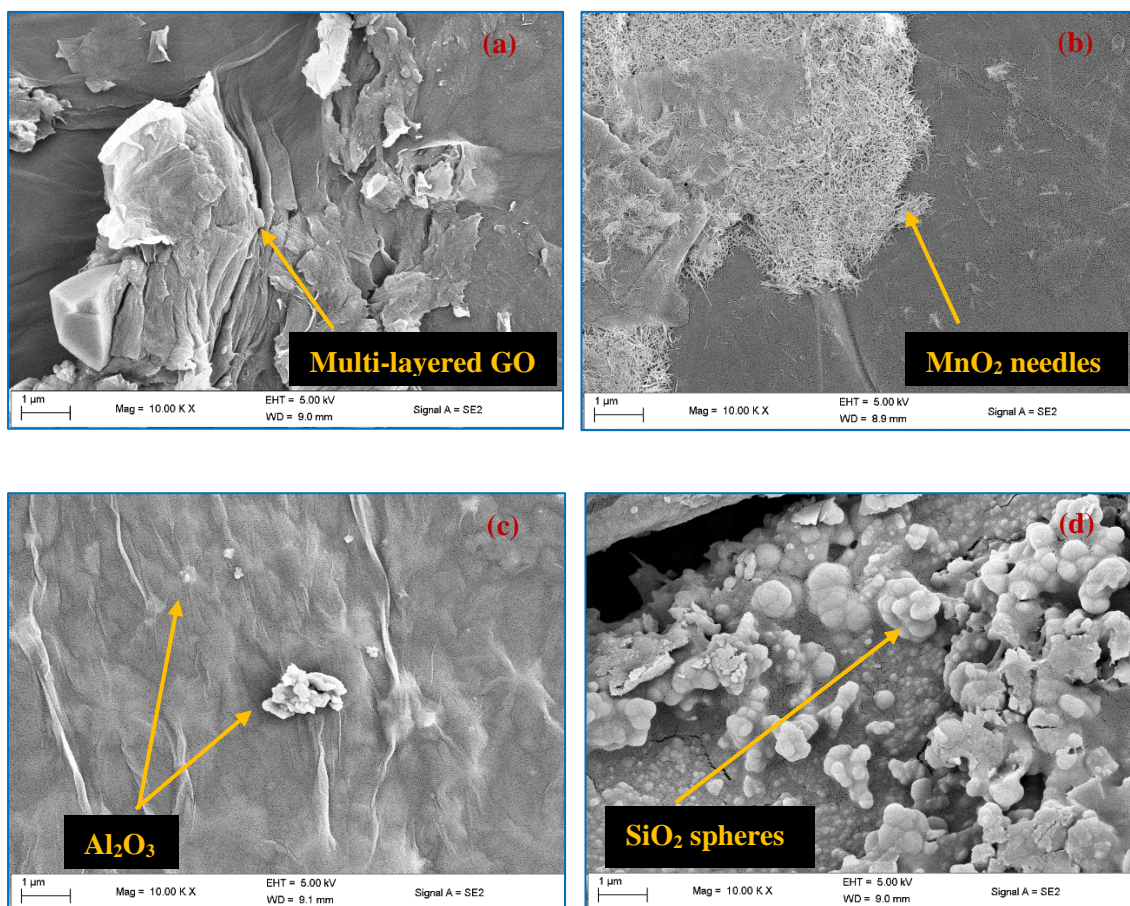 (a)
Multi-layered GO
1 µm
Mag = 10.00 K X
EHT = 5.00 kV
WD = 9.0 mm
Signal A = SE2
(b)
MnO₂ needles
1 µm
Mag = 10.00 K X
EHT = 5.00 kV
WD = 8.9 mm
Signal A = SE2
(c)
Al₂O₃
1 µm
Mag = 10.00 K X
EHT = 5.00 kV
WD = 9.1 mm
Signal A = SE2
(d)
SiO₂ spheres
1 µm
Mag = 10.00 K X
EHT = 5.00 kV
WD = 9.0 mm
Signal A = SE2